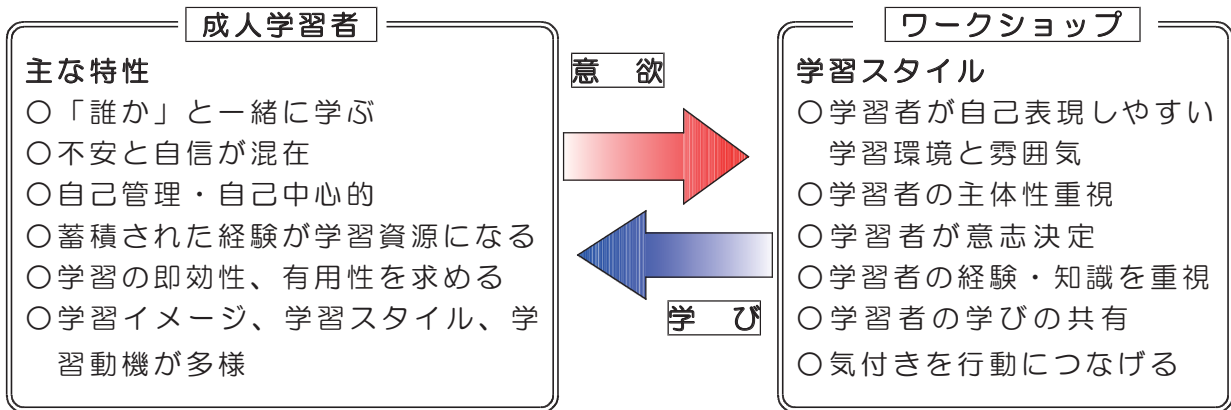 成人学習者
主な特性
○「誰か」と一緒に学ぶ
○不安と自信が混在
○自己管理・自己中心的
○蓄積された経験が学習資源になる
○学習の即効性、有用性を求める
○学習イメージ、学習スタイル、学
習動機が多様
意 欲
学 び
ワークショップ
学習スタイル
○学習者が自己表現しやすい
学習環境と雰囲気
○学習者の主体性重視
○学習者が意志決定
○学習者の経験・知識を重視
○学習者の学びの共有
○気付きを行動につなげる